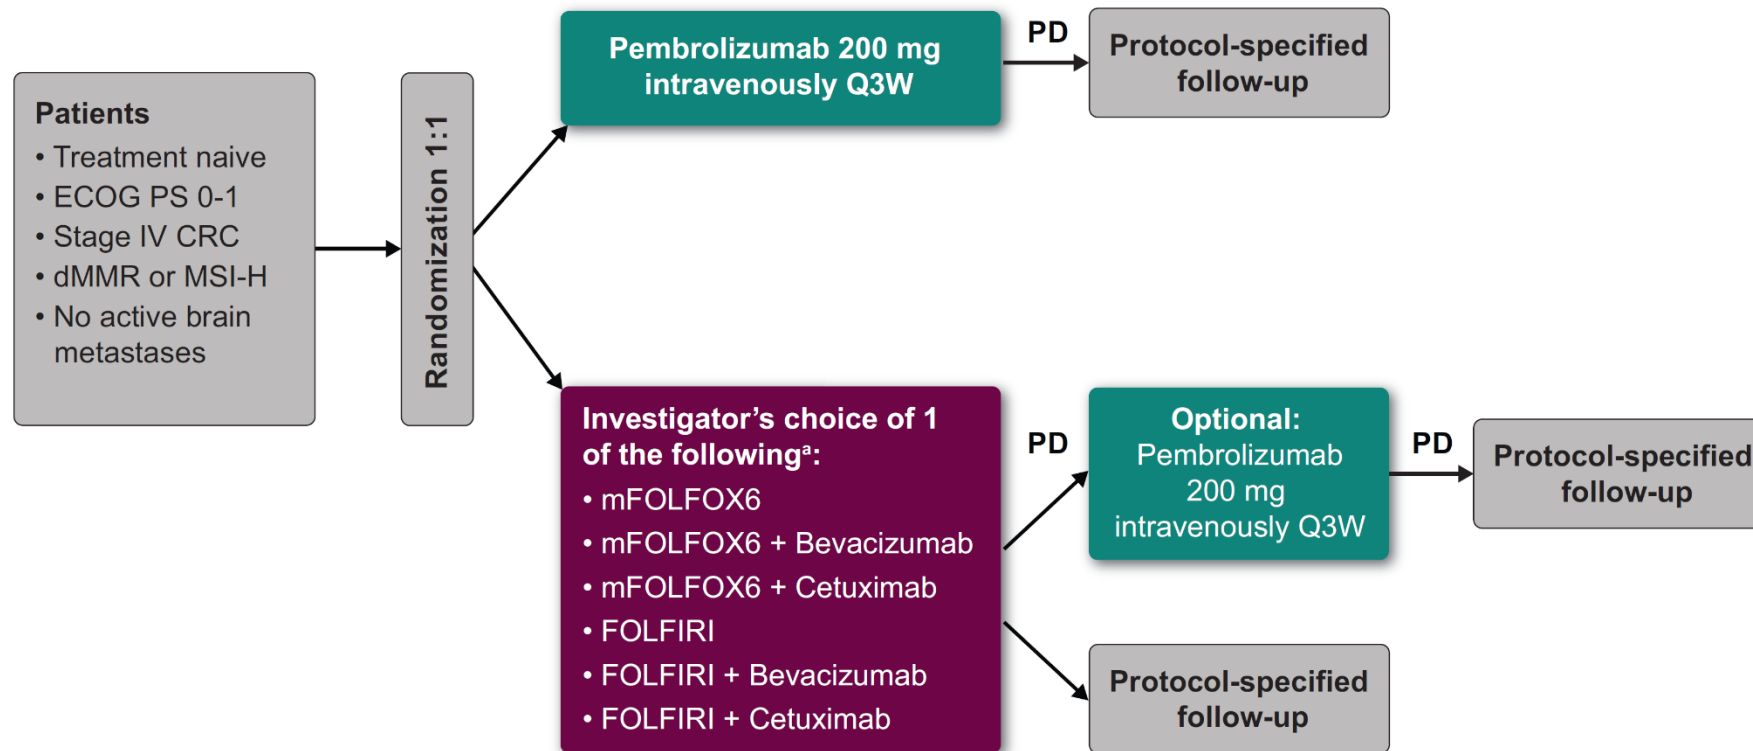 Patients
• Treatment naive
• ECOG PS 0-1
• Stage IV CRC
• dMMR or MSI-H
• No active brain
metastases
Randomization 1:1
Pembrolizumab 200 mg
intravenously Q3W
PD
Protocol-specified
follow-up
Investigator’s choice of 1
of the followingᵃ:
• mFOLFOX6
• mFOLFOX6 + Bevacizumab
• mFOLFOX6 + Cetuximab
• FOLFIRI
• FOLFIRI + Bevacizumab
• FOLFIRI + Cetuximab
PD
Optional:
Pembrolizumab
200 mg
intravenously Q3W
PD
Protocol-specified
follow-up
Protocol-specified
follow-up